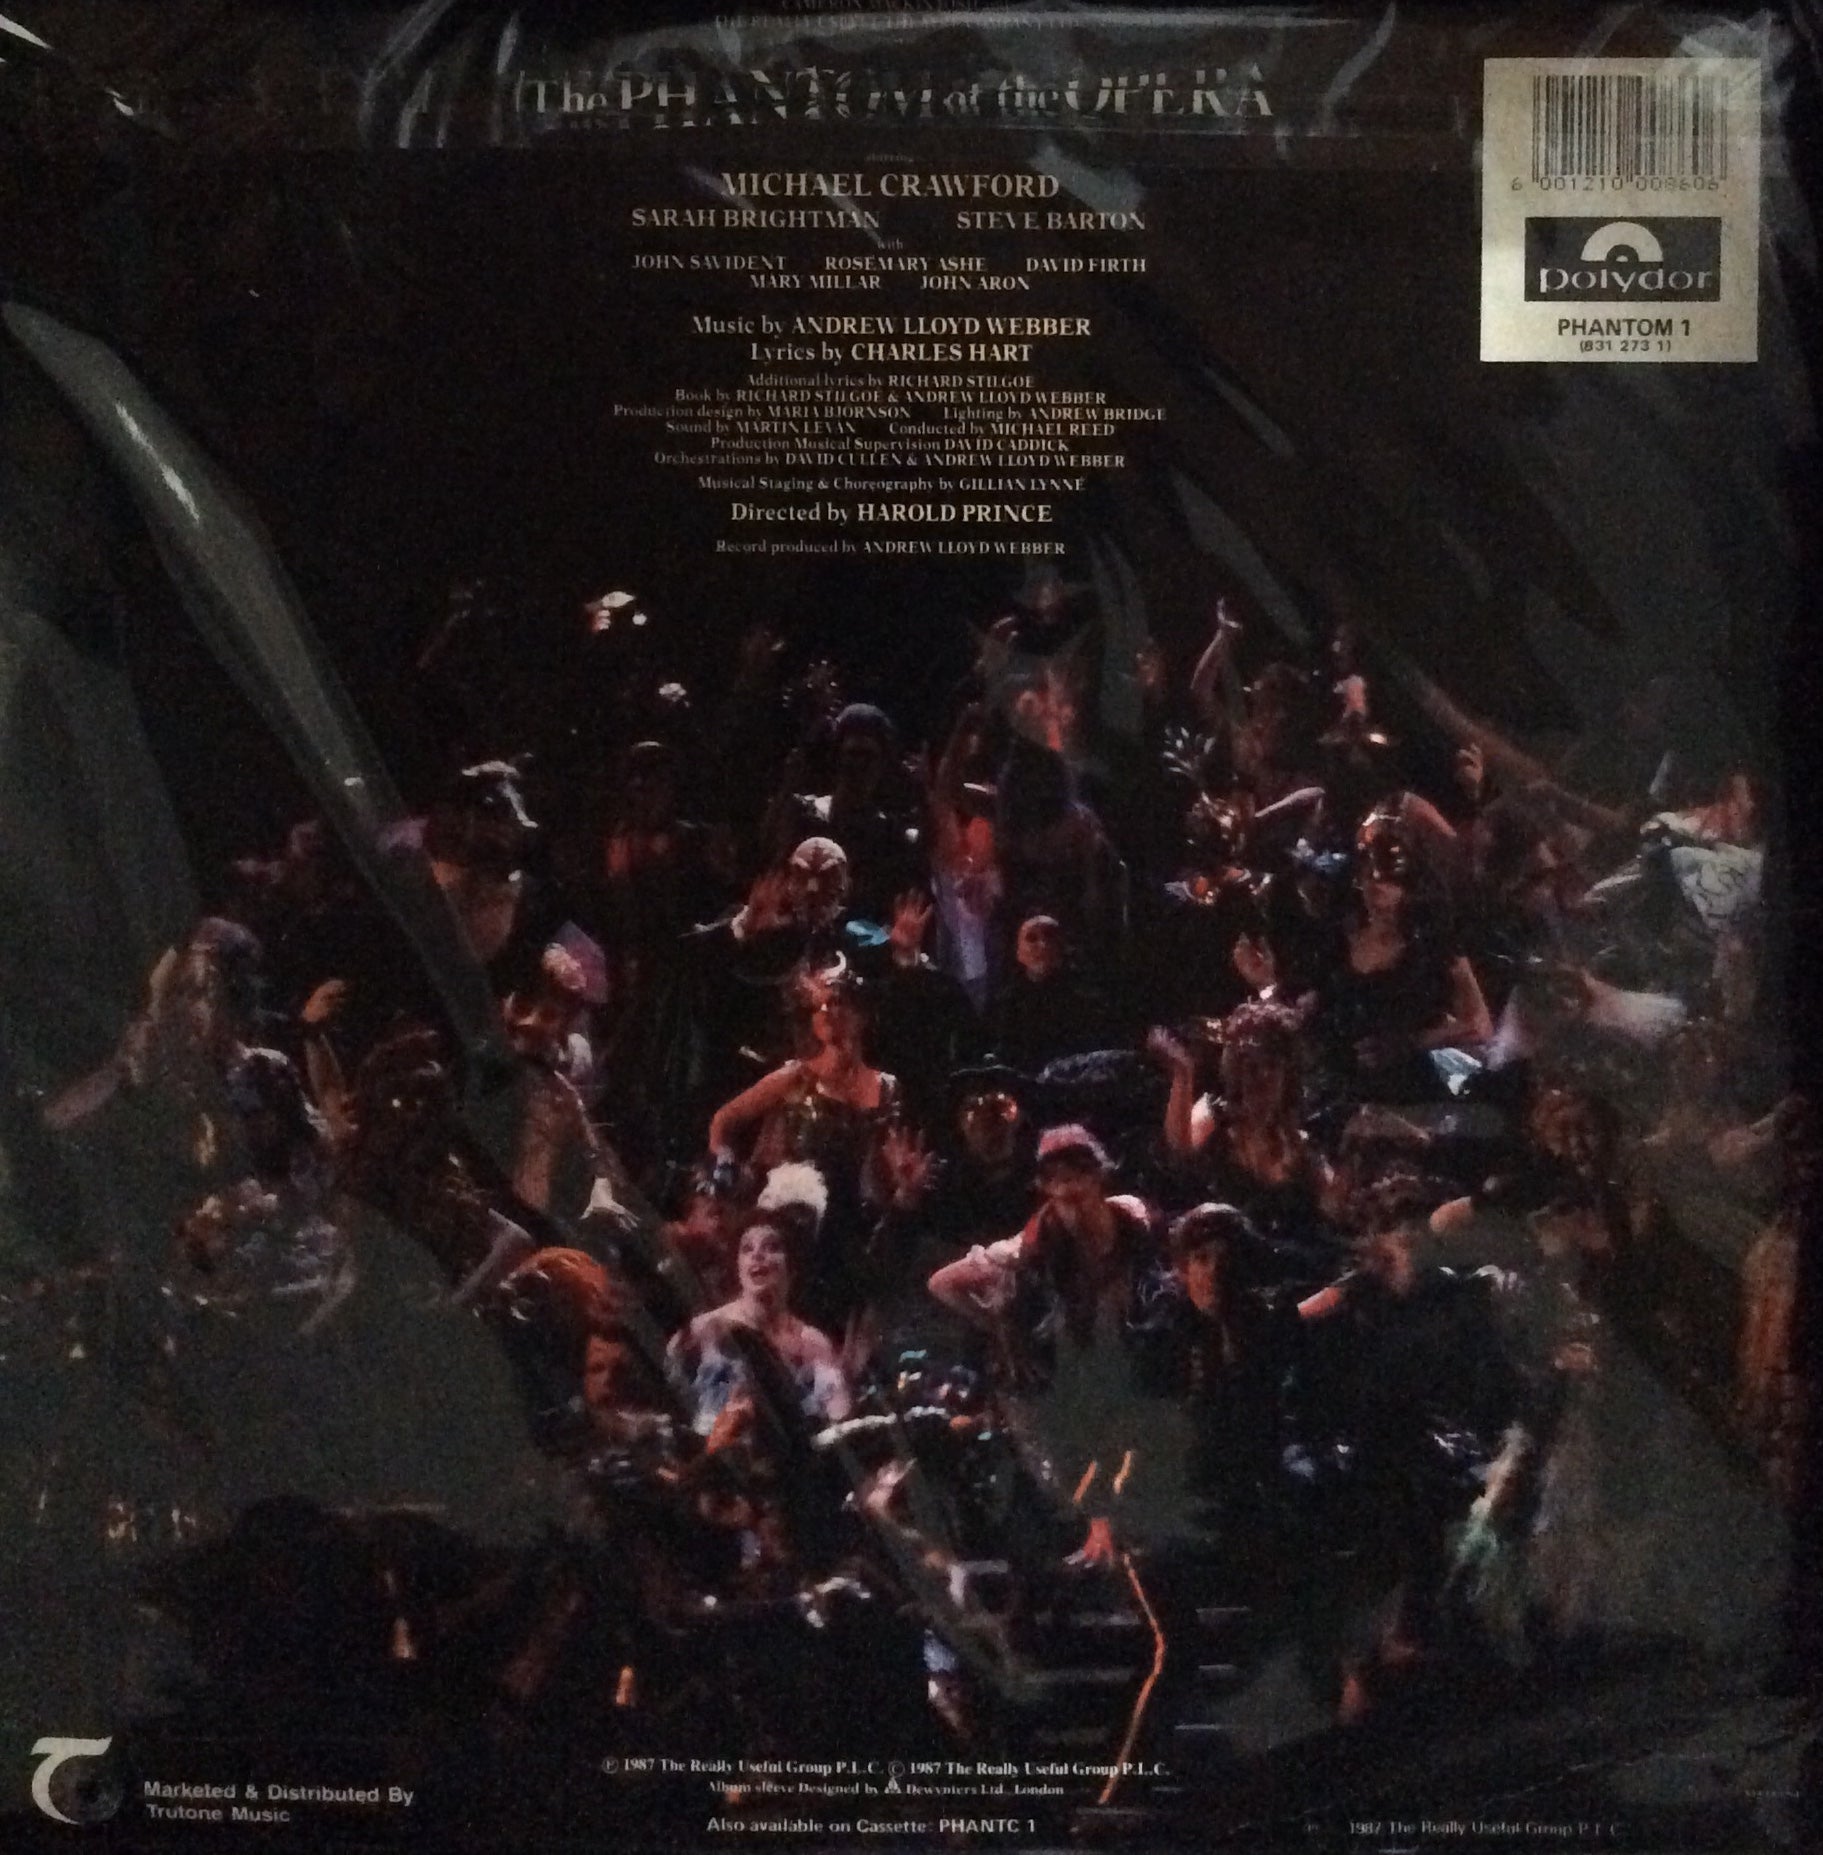 CAMERON MACKINTOSH
The PHANTOM of the OPERA
starring
MICHAEL CRAWFORD
SARAH BRIGHTMAN STEVE BARTON
with
JOHN SAVIDENT ROSEMARY ASHE DAVID FIRTH
MARY MILLAR JOHN ARON
Music by ANDREW LLOYD WEBBER
Lyrics by CHARLES HART
Additional lyrics by RICHARD STILGOE
Book by RICHARD STILGOE & ANDREW LLOYD WEBBER
Production design by MARIA BJORNSON Lighting by ANDREW BRIDGE
Sound by MARTIN LEVAN Conducted by MICHAEL REED
Production Musical Supervision DAVID CADDICK
Orchestrations by DAVID CULLEN & ANDREW LLOYD WEBBER
Musical Staging & Choreography by GILLIAN LYNNE
Directed by HAROLD PRINCE
Record produced by ANDREW LLOYD WEBBER
6 001210 008606
polydor
PHANTOM 1
(831 273 1)
Marketed & Distributed By
Trutone Music
℗ 1987 The Really Useful Group P.L.C. © 1987 The Really Useful Group P.L.C.
Album sleeve Designed by Dewynters Ltd., London
Also available on Cassette: PHANTC 1
1987 The Really Useful Group P.L.C.